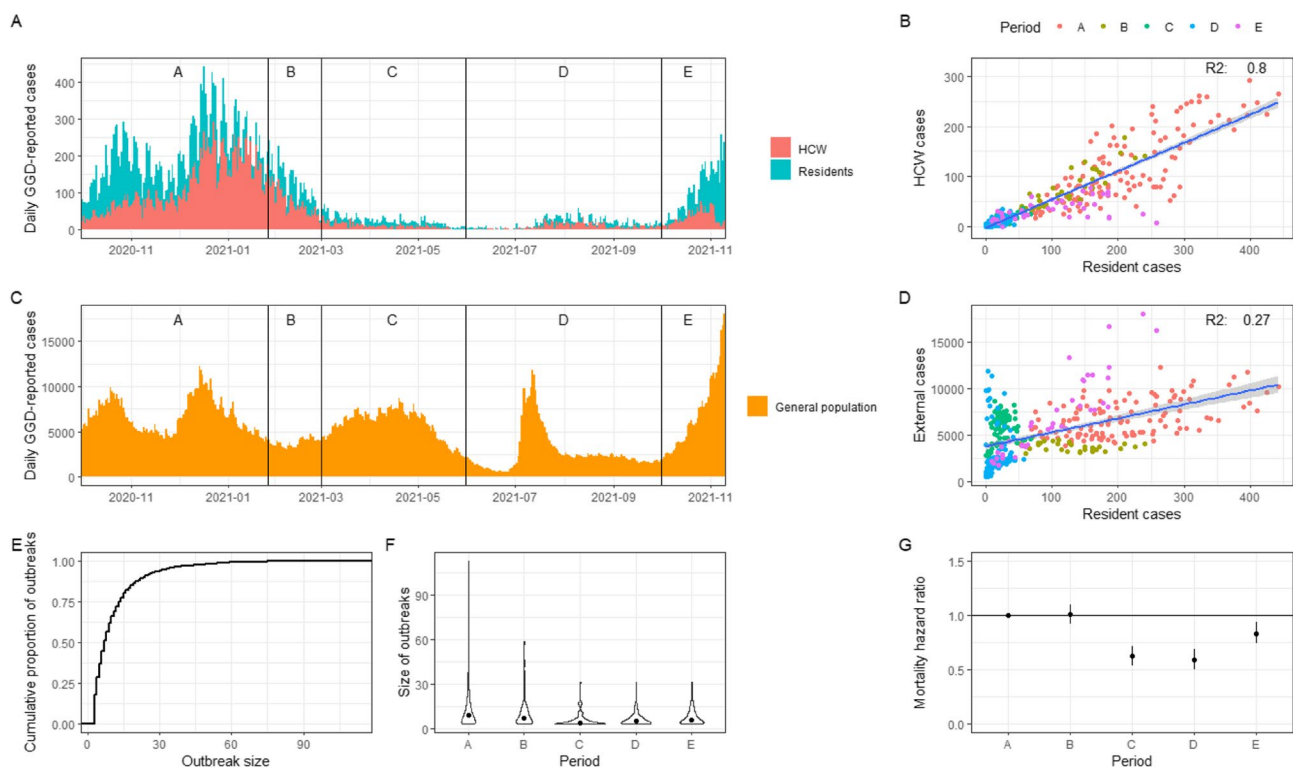 A
Daily GGD-reported cases
400
300
200
100
0
A B C D E
2020-11 2021-01 2021-03 2021-05 2021-07 2021-09 2021-11
HCW
Residents
B
Period A B C D E
R2: 0.8
HCW cases
300
200
100
0
0 100 200 300 400
Resident cases
C
Daily GGD-reported cases
15000
10000
5000
0
A B C D E
2020-11 2021-01 2021-03 2021-05 2021-07 2021-09 2021-11
General population
D
R2: 0.27
External cases
15000
10000
5000
0
0 100 200 300 400
Resident cases
E
Cumulative proportion of outbreaks
1.00
0.75
0.50
0.25
0.00
0 30 60 90
Outbreak size
F
Size of outbreaks
90
60
30
0
A B C D E
Period
G
Mortality hazard ratio
1.5
1.0
0.5
0.0
A B C D E
Period